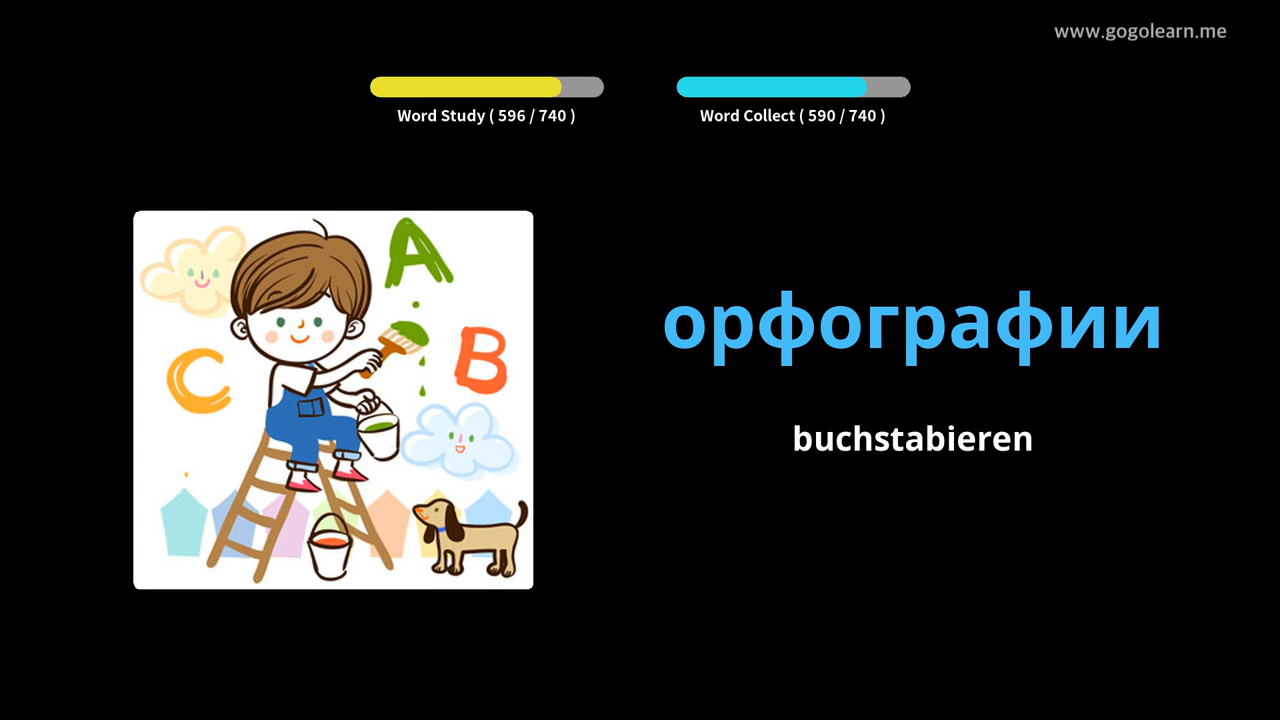 www.gogolearn.me
Word Study ( 596 / 740 )
Word Collect ( 590 / 740 )
A
B
C
орфографии
buchstabieren